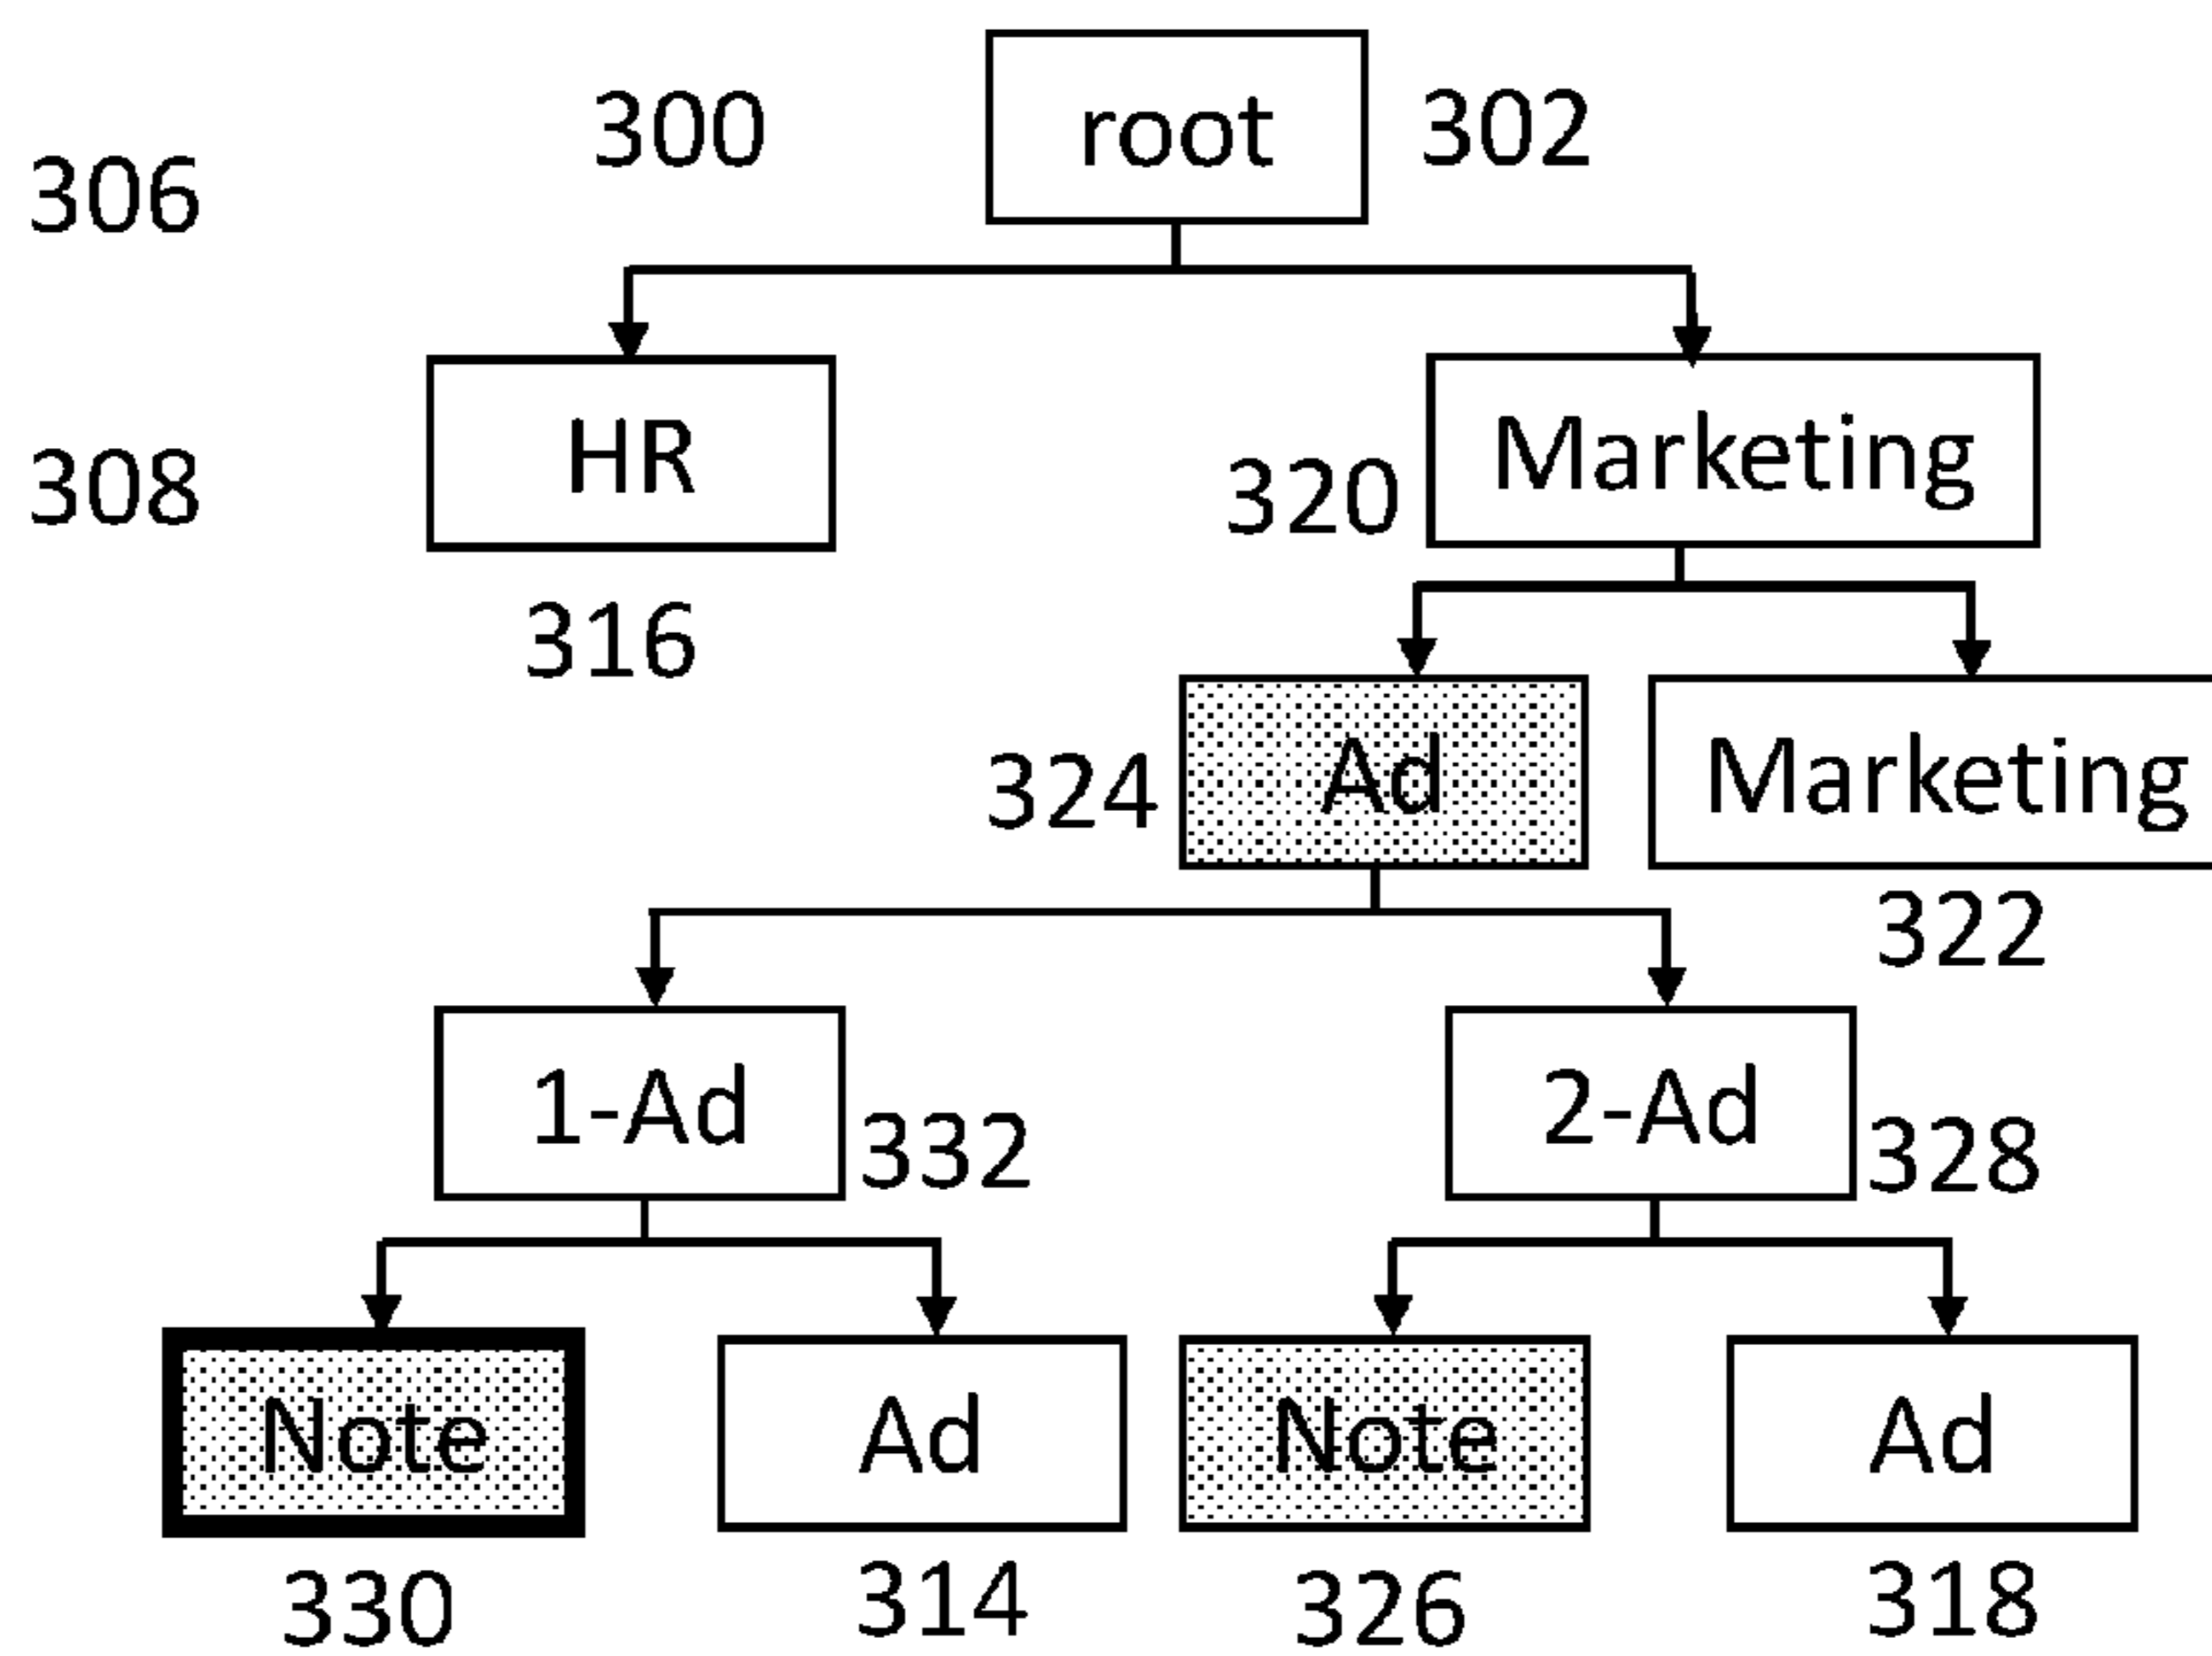 300
root
302
306
HR
Marketing
308
320
316
Ad
Marketing
324
322
1-Ad
332
2-Ad
328
Note
Ad
Note
Ad
330
314
326
318